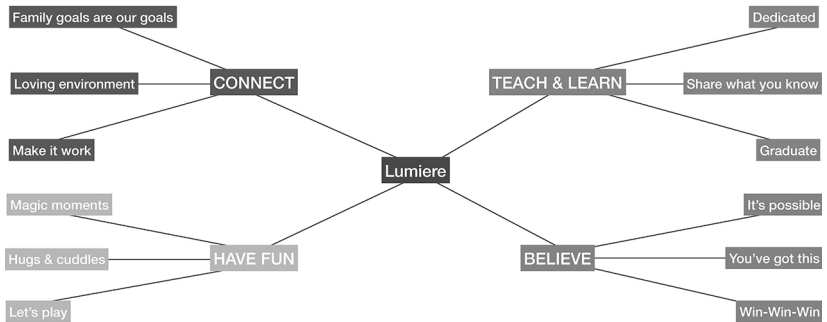 Family goals are our goals
Dedicated
Loving environment
CONNECT
TEACH & LEARN
Share what you know
Make it work
Graduate
Lumiere
Magic moments
It's possible
Hugs & cuddles
HAVE FUN
BELIEVE
You've got this
Let's play
Win-Win-Win